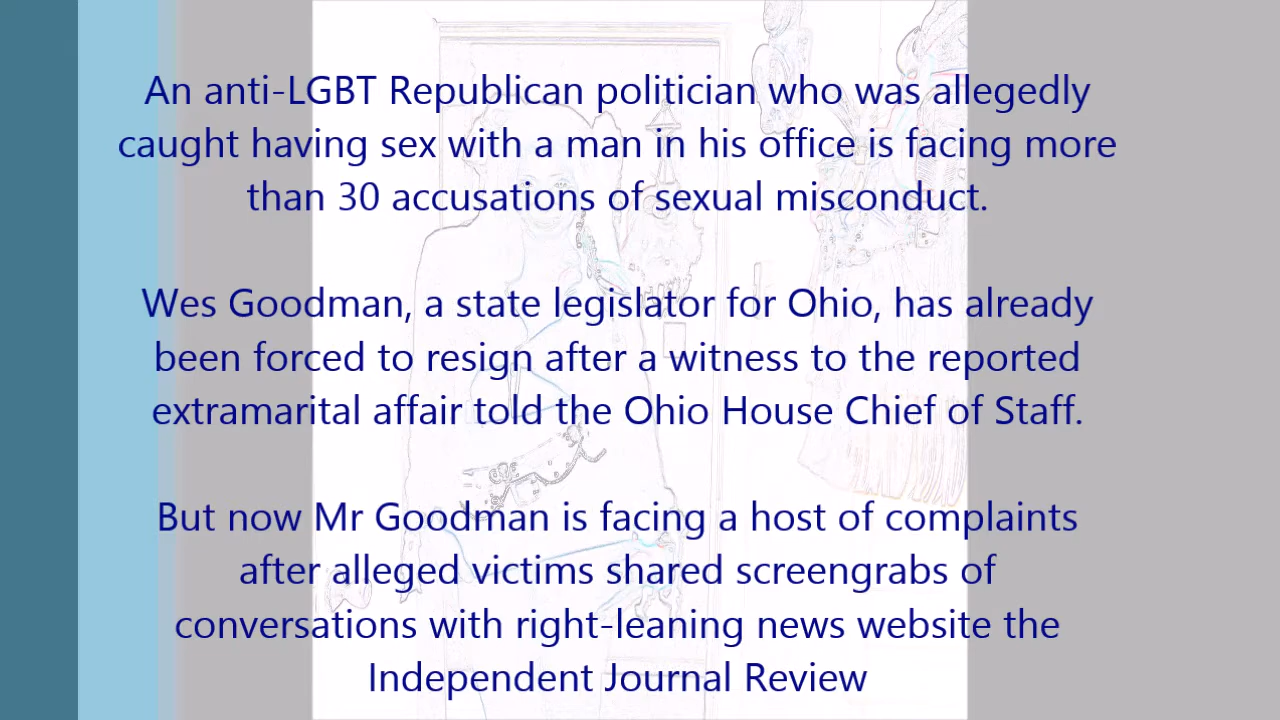 An anti-LGBT Republican politician who was allegedly
caught having sex with a man in his office is facing more
than 30 accusations of sexual misconduct.
Wes Goodman, a state legislator for Ohio, has already
been forced to resign after a witness to the reported
extramarital affair told the Ohio House Chief of Staff.
But now Mr Goodman is facing a host of complaints
after alleged victims shared screengrabs of
conversations with right-leaning news website the
Independent Journal Review